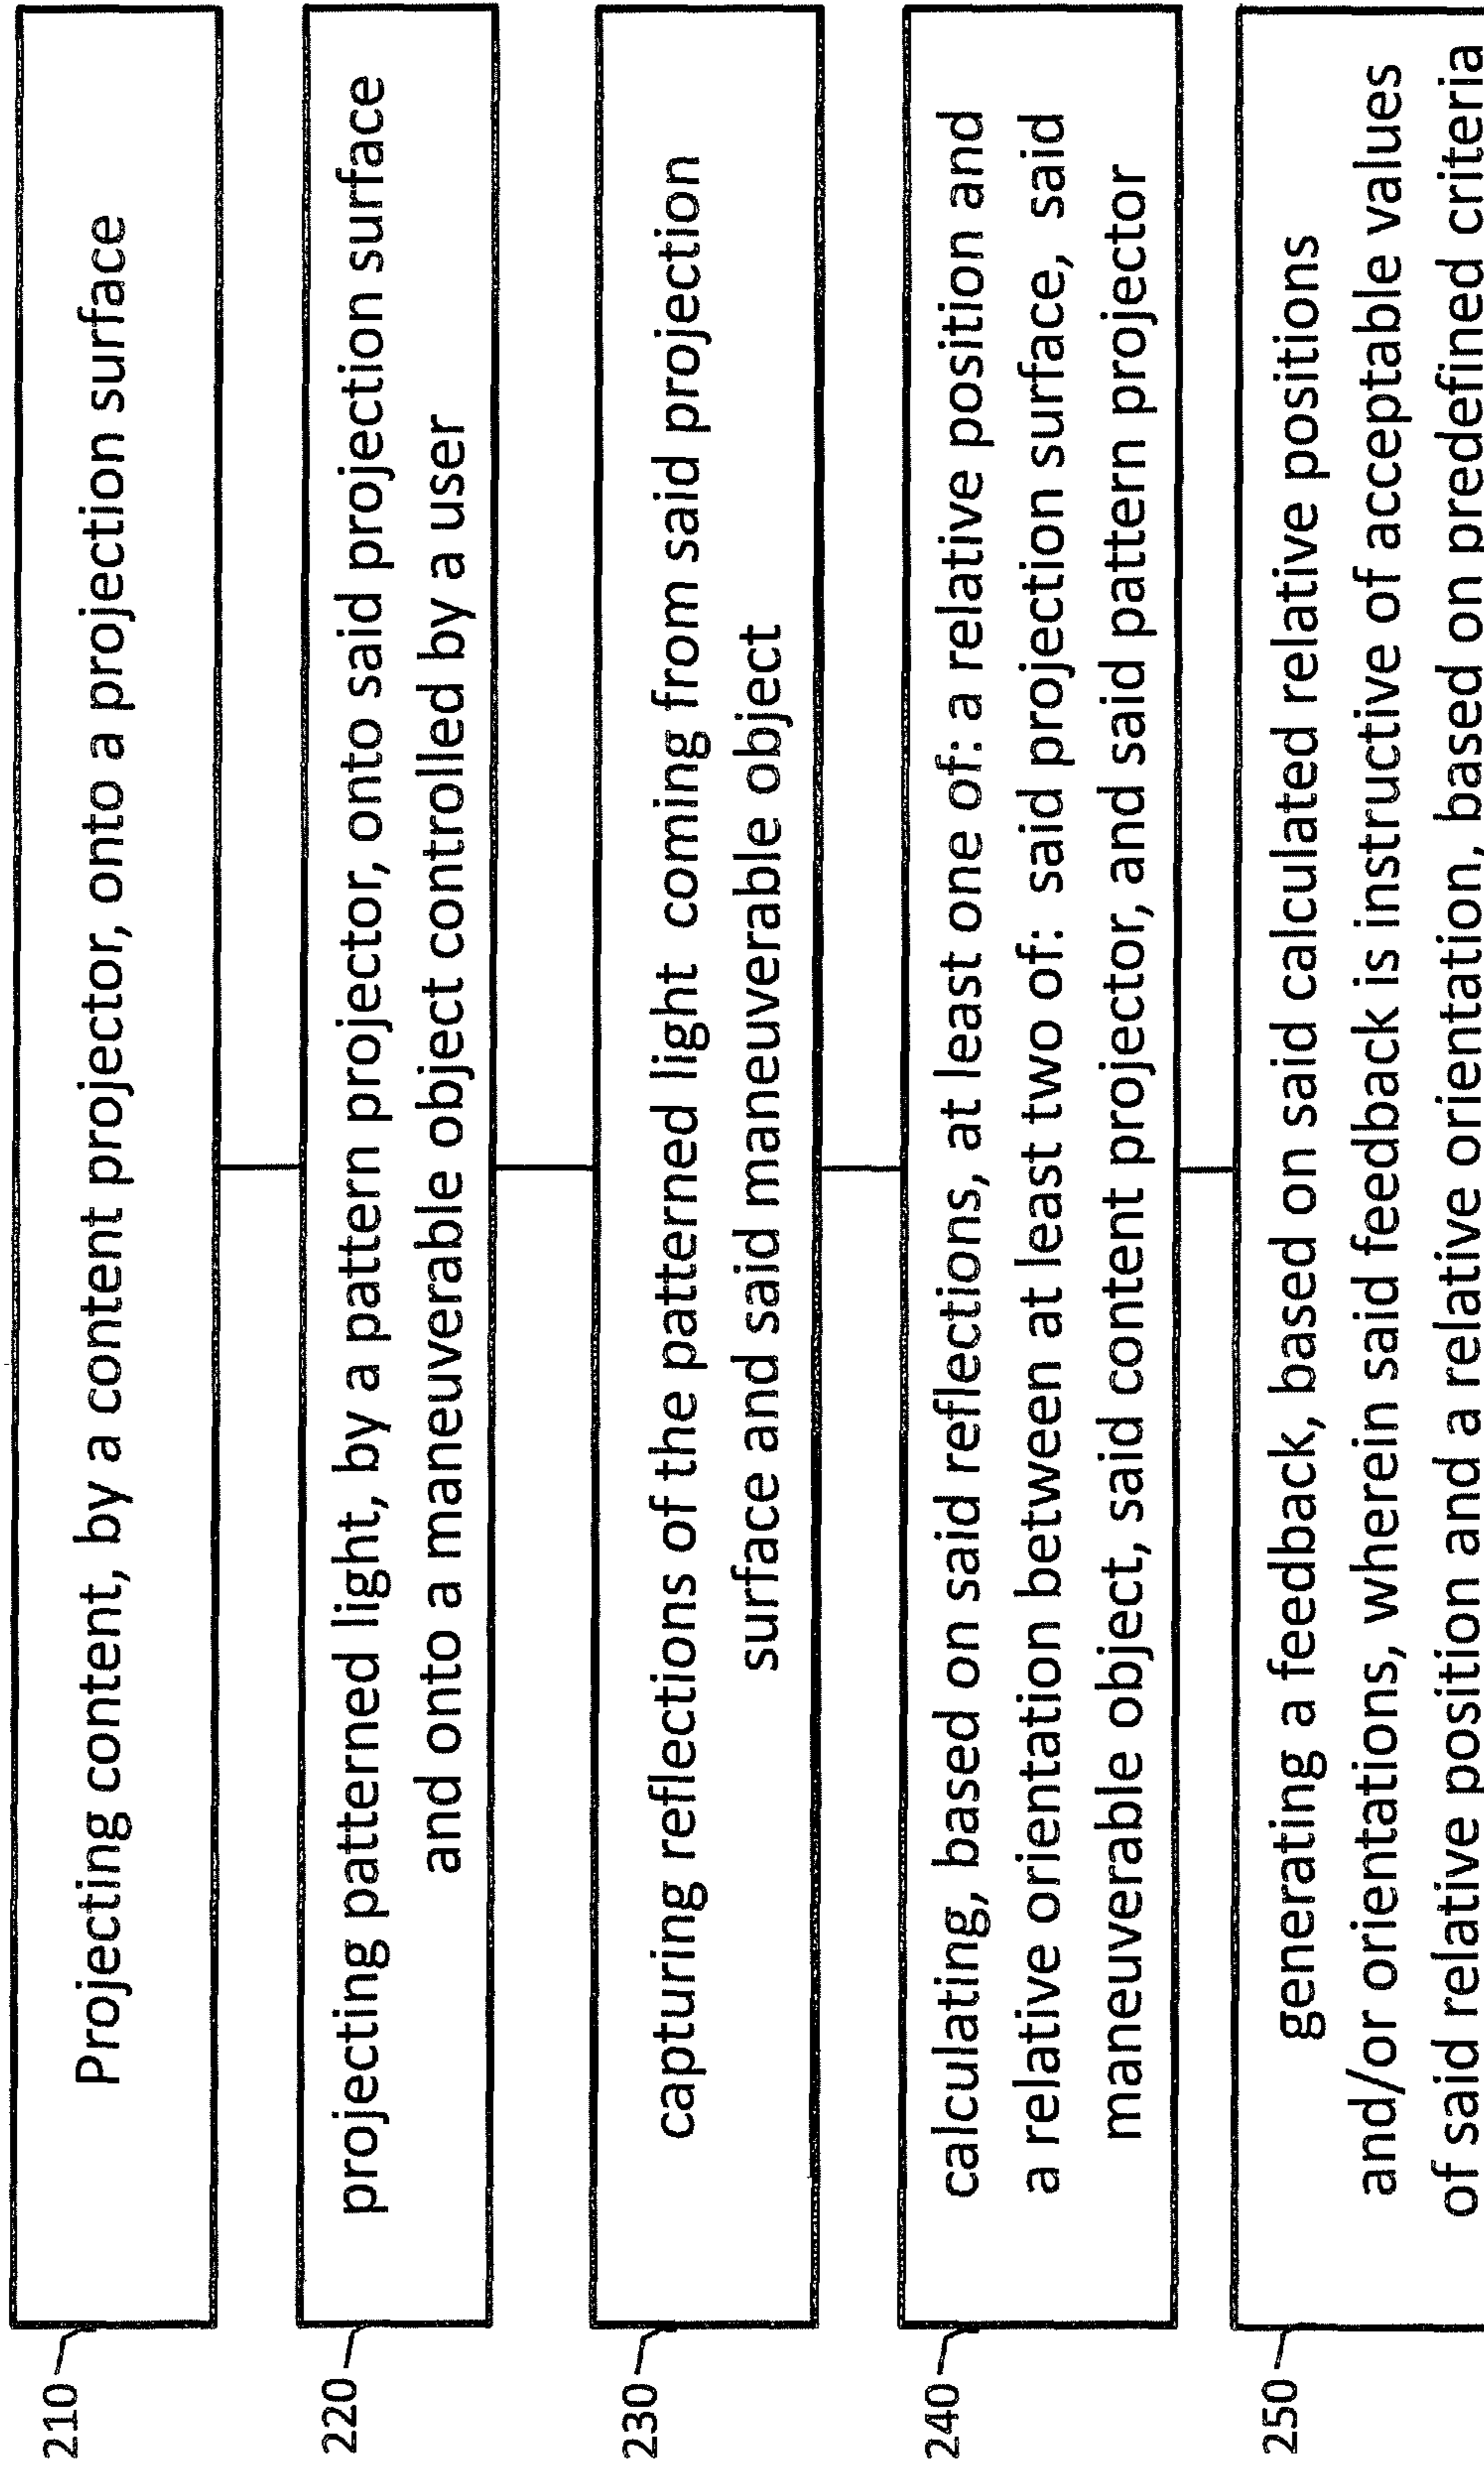 210
Projecting content, by a content projector, onto a projection surface
220
projecting patterned light, by a pattern projector, onto said projection surface
and onto a maneuverable object controlled by a user
230
capturing reflections of the patterned light coming from said projection
surface and said maneuverable object
240
calculating, based on said reflections, at least one of: a relative position and
a relative orientation between at least two of: said projection surface, said
maneuverable object, said content projector, and said pattern projector
250
generating a feedback, based on said calculated relative positions
and/or orientations, wherein said feedback is instructive of acceptable values
of said relative position and a relative orientation, based on predefined criteria